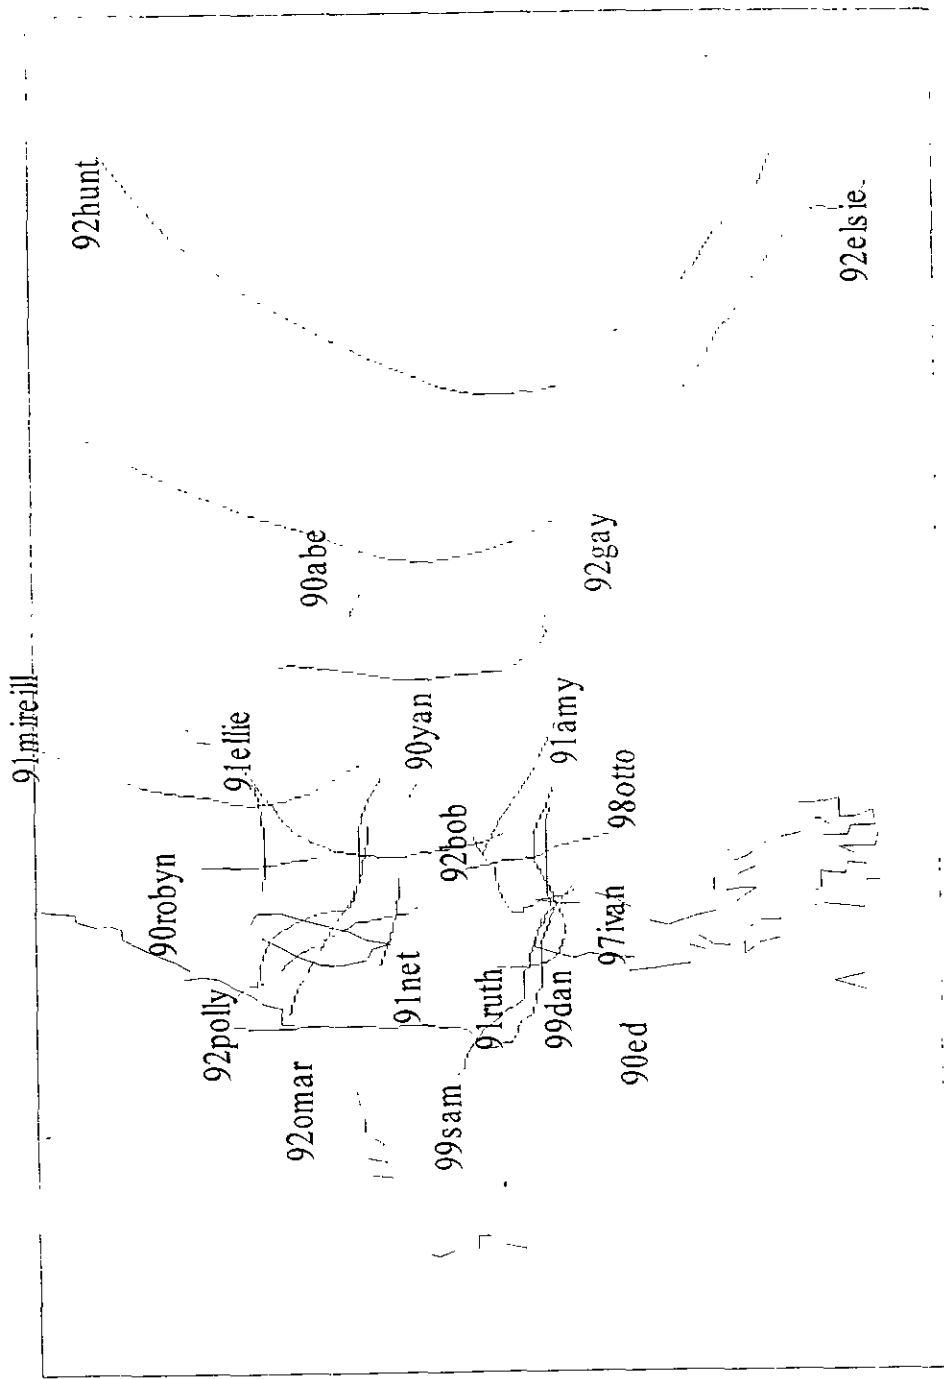 91mireill
92hunt
90robyn
92polly
91ellie
92omar
90abe
91net
90yan
99sam
92bob
91ruth
99dan
91amy
92gay
97ivan
98otto
90ed
92elsie